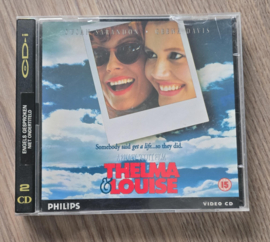 CD-i
ENGELS GESPROKEN
NIET ONDERTITELD
2
CD
Somebody said get a life...so they did.
THELMA
& LOUISE
15
PHILIPS
VIDEO CD